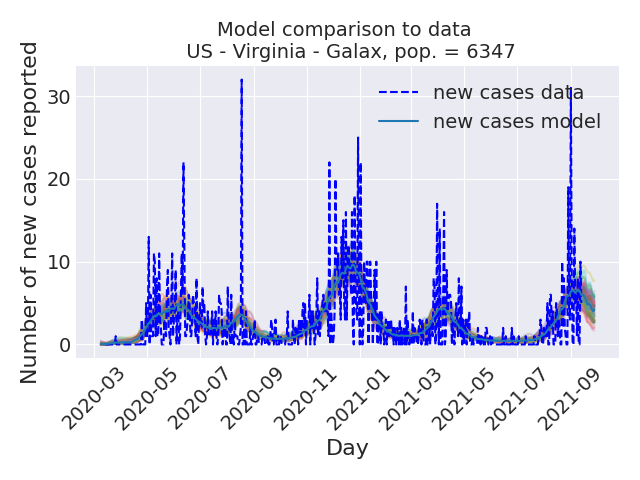 Model comparison to data
US - Virginia - Galax, pop. = 6347
Number of new cases reported
30
20
10
0
new cases data
new cases model
2020-03
2020-05
2020-07
2020-09
2020-11
2021-01
2021-03
2021-05
2021-07
2021-09
Day